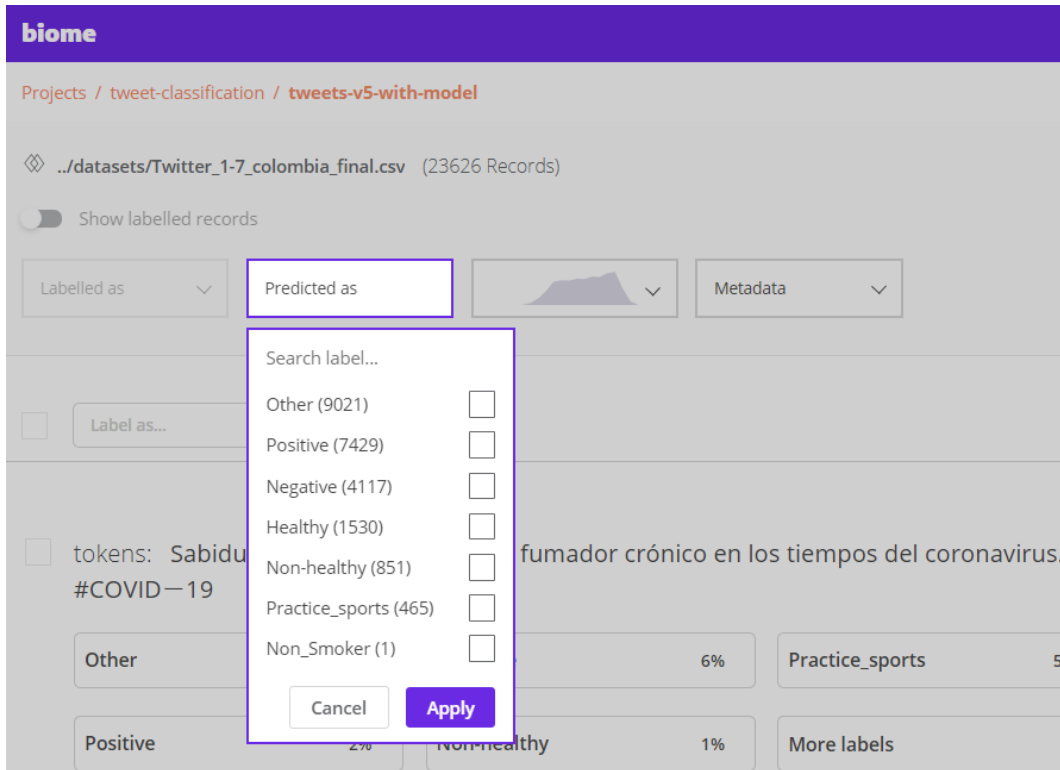 biome
Projects / tweet-classification / tweets-v5-with-model
../datasets/Twitter_1-7_colombia_final.csv (23626 Records)
Show labelled records
Labelled as
Predicted as
Metadata
Search label...
Other (9021)
Positive (7429)
Negative (4117)
Healthy (1530)
Non-healthy (851)
Practice_sports (465)
Non_Smoker (1)
Cancel
Apply
Label as...
tokens: Sabidu fumador crónico en los tiempos del coronavirus.
#COVID—19
Other
6%
Practice_sports
5
Positive
2%
Non-healthy
1%
More labels